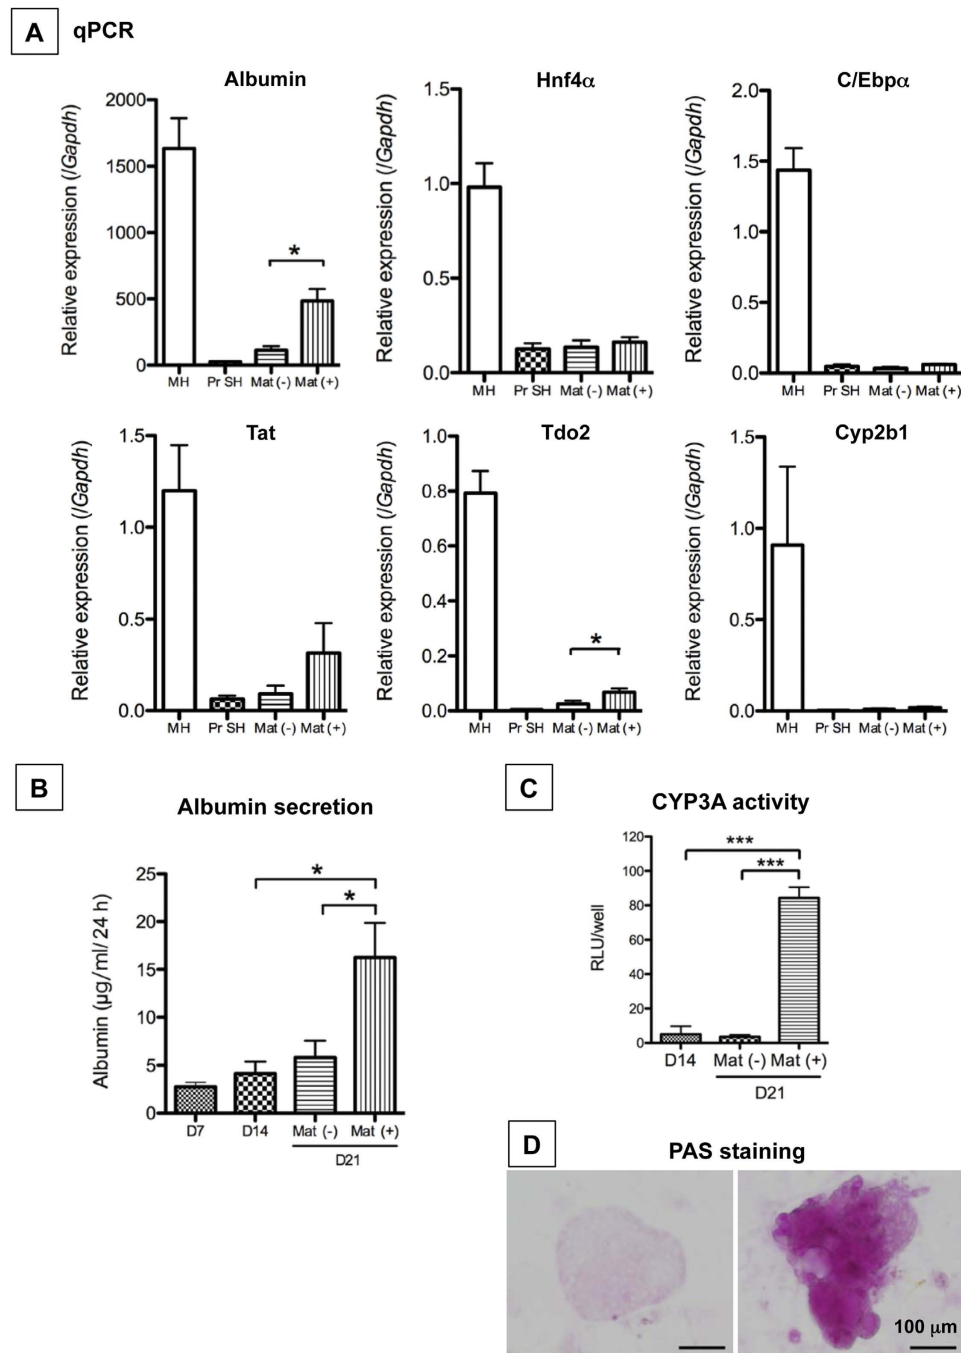 A qPCR
Albumin
Relative expression (/Gapdh)
2000
1500
1000
500
0
*
MH Pr SH Mat (-) Mat (+)
Hnf4α
Relative expression (/Gapdh)
1.5
1.0
0.5
0.0
MH Pr SH Mat (-) Mat (+)
C/Ebpα
Relative expression (/Gapdh)
2.0
1.5
1.0
0.5
0.0
MH Pr SH Mat (-) Mat (+)
Tat
Relative expression (/Gapdh)
1.5
1.0
0.5
0.0
MH Pr SH Mat (-) Mat (+)
Tdo2
Relative expression (/Gapdh)
1.0
0.8
0.6
0.4
0.2
0.0
*
MH Pr SH Mat (-) Mat (+)
Cyp2b1
Relative expression (/Gapdh)
1.5
1.0
0.5
0.0
MH Pr SH Mat (-) Mat (+)
B
Albumin secretion
Albumin (μg/ml/ 24 h)
25
20
15
10
5
0
*
*
D7 D14 Mat (-) Mat (+)
D21
C
CYP3A activity
RLU/well
120
100
80
60
40
20
0
***
***
D14 Mat (-) Mat (+)
D21
D
PAS staining
100 μm